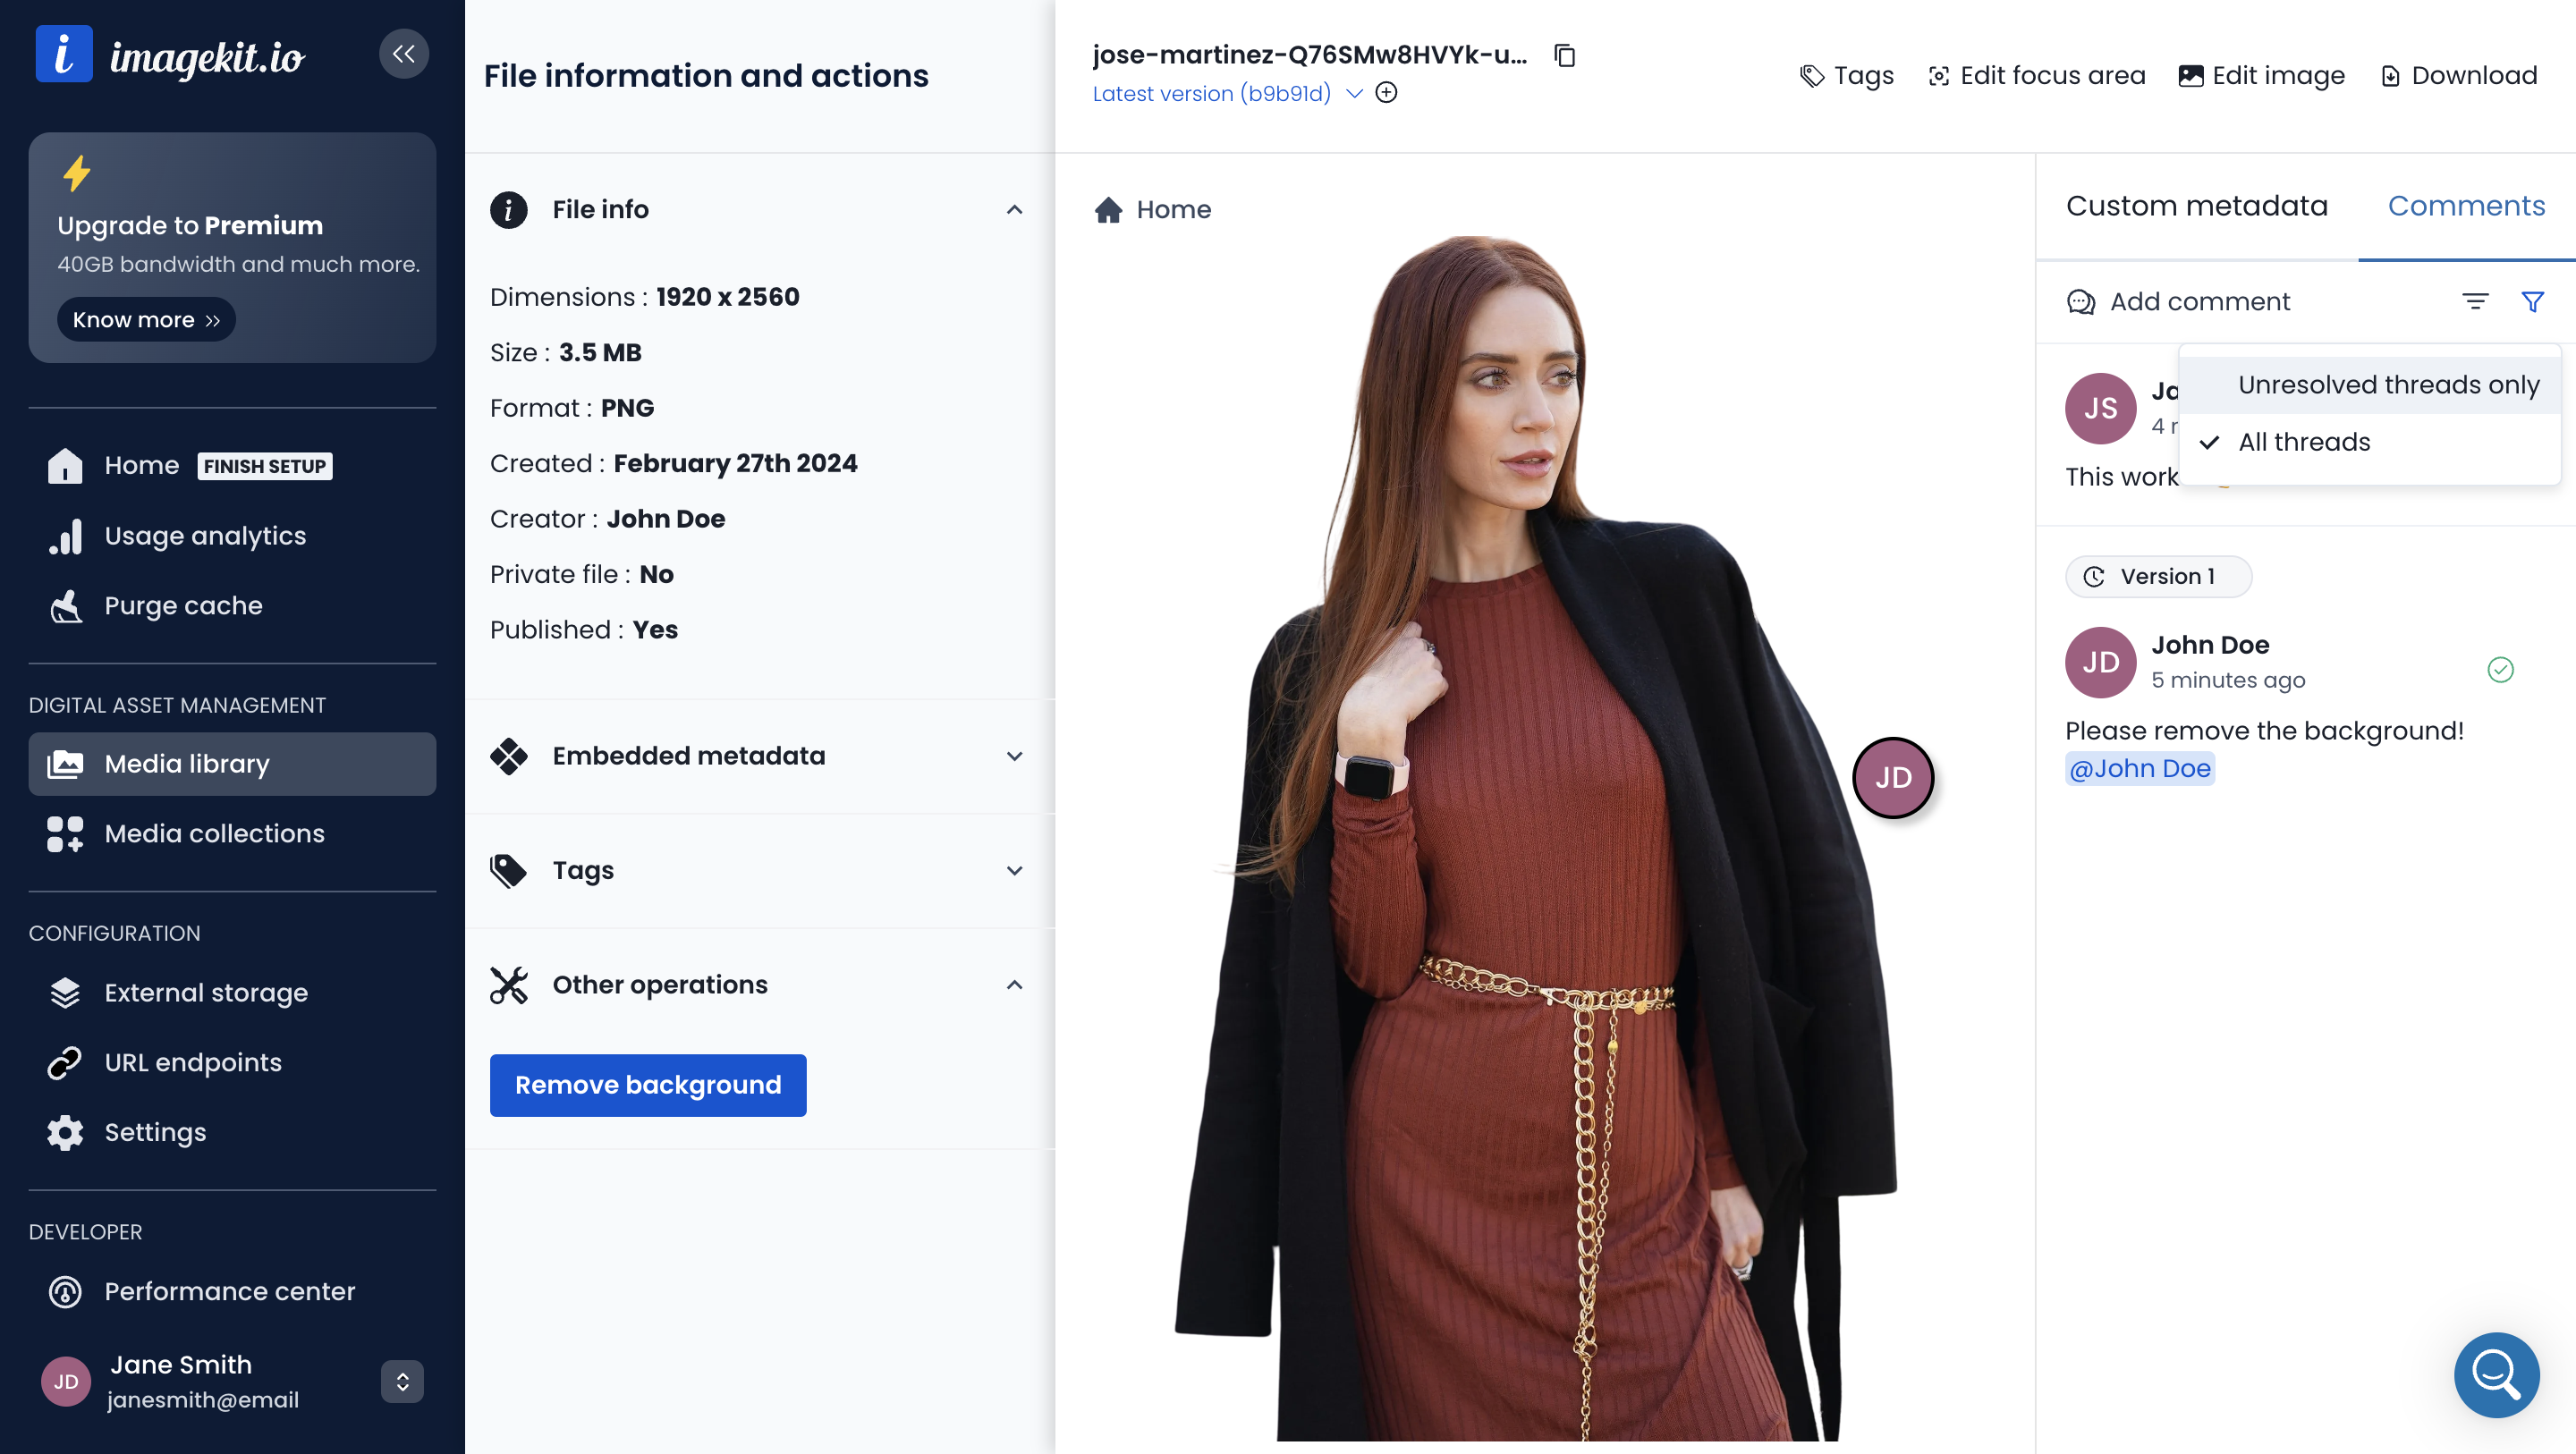 i imagekit.io
Upgrade to Premium
40GB bandwidth and much more.
Know more
Home FINISH SETUP
Usage analytics
Purge cache
DIGITAL ASSET MANAGEMENT
Media library
Media collections
CONFIGURATION
External storage
URL endpoints
Settings
DEVELOPER
Performance center
JD
Jane Smith
janesmith@email
File information and actions
File info
Dimensions : 1920 x 2560
Size : 3.5 MB
Format : PNG
Created : February 27th 2024
Creator : John Doe
Private file : No
Published : Yes
Embedded metadata
Tags
Other operations
Remove background
jose-martinez-Q76SMw8HVYk-u...
Latest version (b9b91d)
Tags
Edit focus area
Edit image
Download
Home
JD
Custom metadata
Comments
Add comment
Unresolved threads only
All threads
JS
Ja
4
This work
Version 1
JD
John Doe
5 minutes ago
Please remove the background!
@John Doe